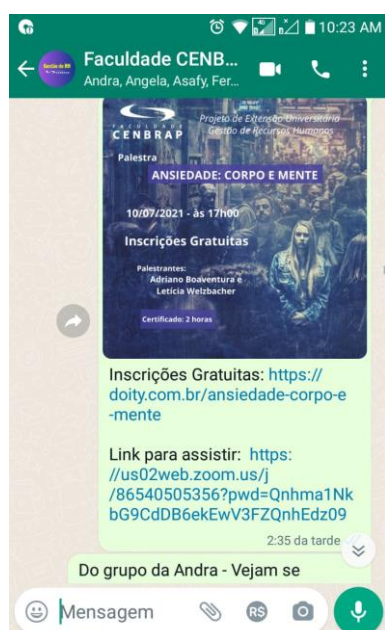 10:23 AM
Faculdade CENB...
Andra, Angela, Asafy, Fer...
FACULDADE
CENBRAP
Projeto de Extensão Universitária
Gestão de Recursos Humanos
Palestra
ANSIEDADE: CORPO E MENTE
10/07/2021 - às 17h00
Inscrições Gratuitas
Palestrantes:
Adriano Boaventura e
Letícia Welzbacher
Certificado: 2 horas
Inscrições Gratuitas: https://
doity.com.br/ansiedade-corpo-e
-mente
Link para assistir: https:
//us02web.zoom.us/j
/86540505356?pwd=Qnhma1Nk
bG9CdDB6ekEwV3FZQnhEdz09
2:35 da tarde
Do grupo da Andra - Vejam se
Mensagem
R$